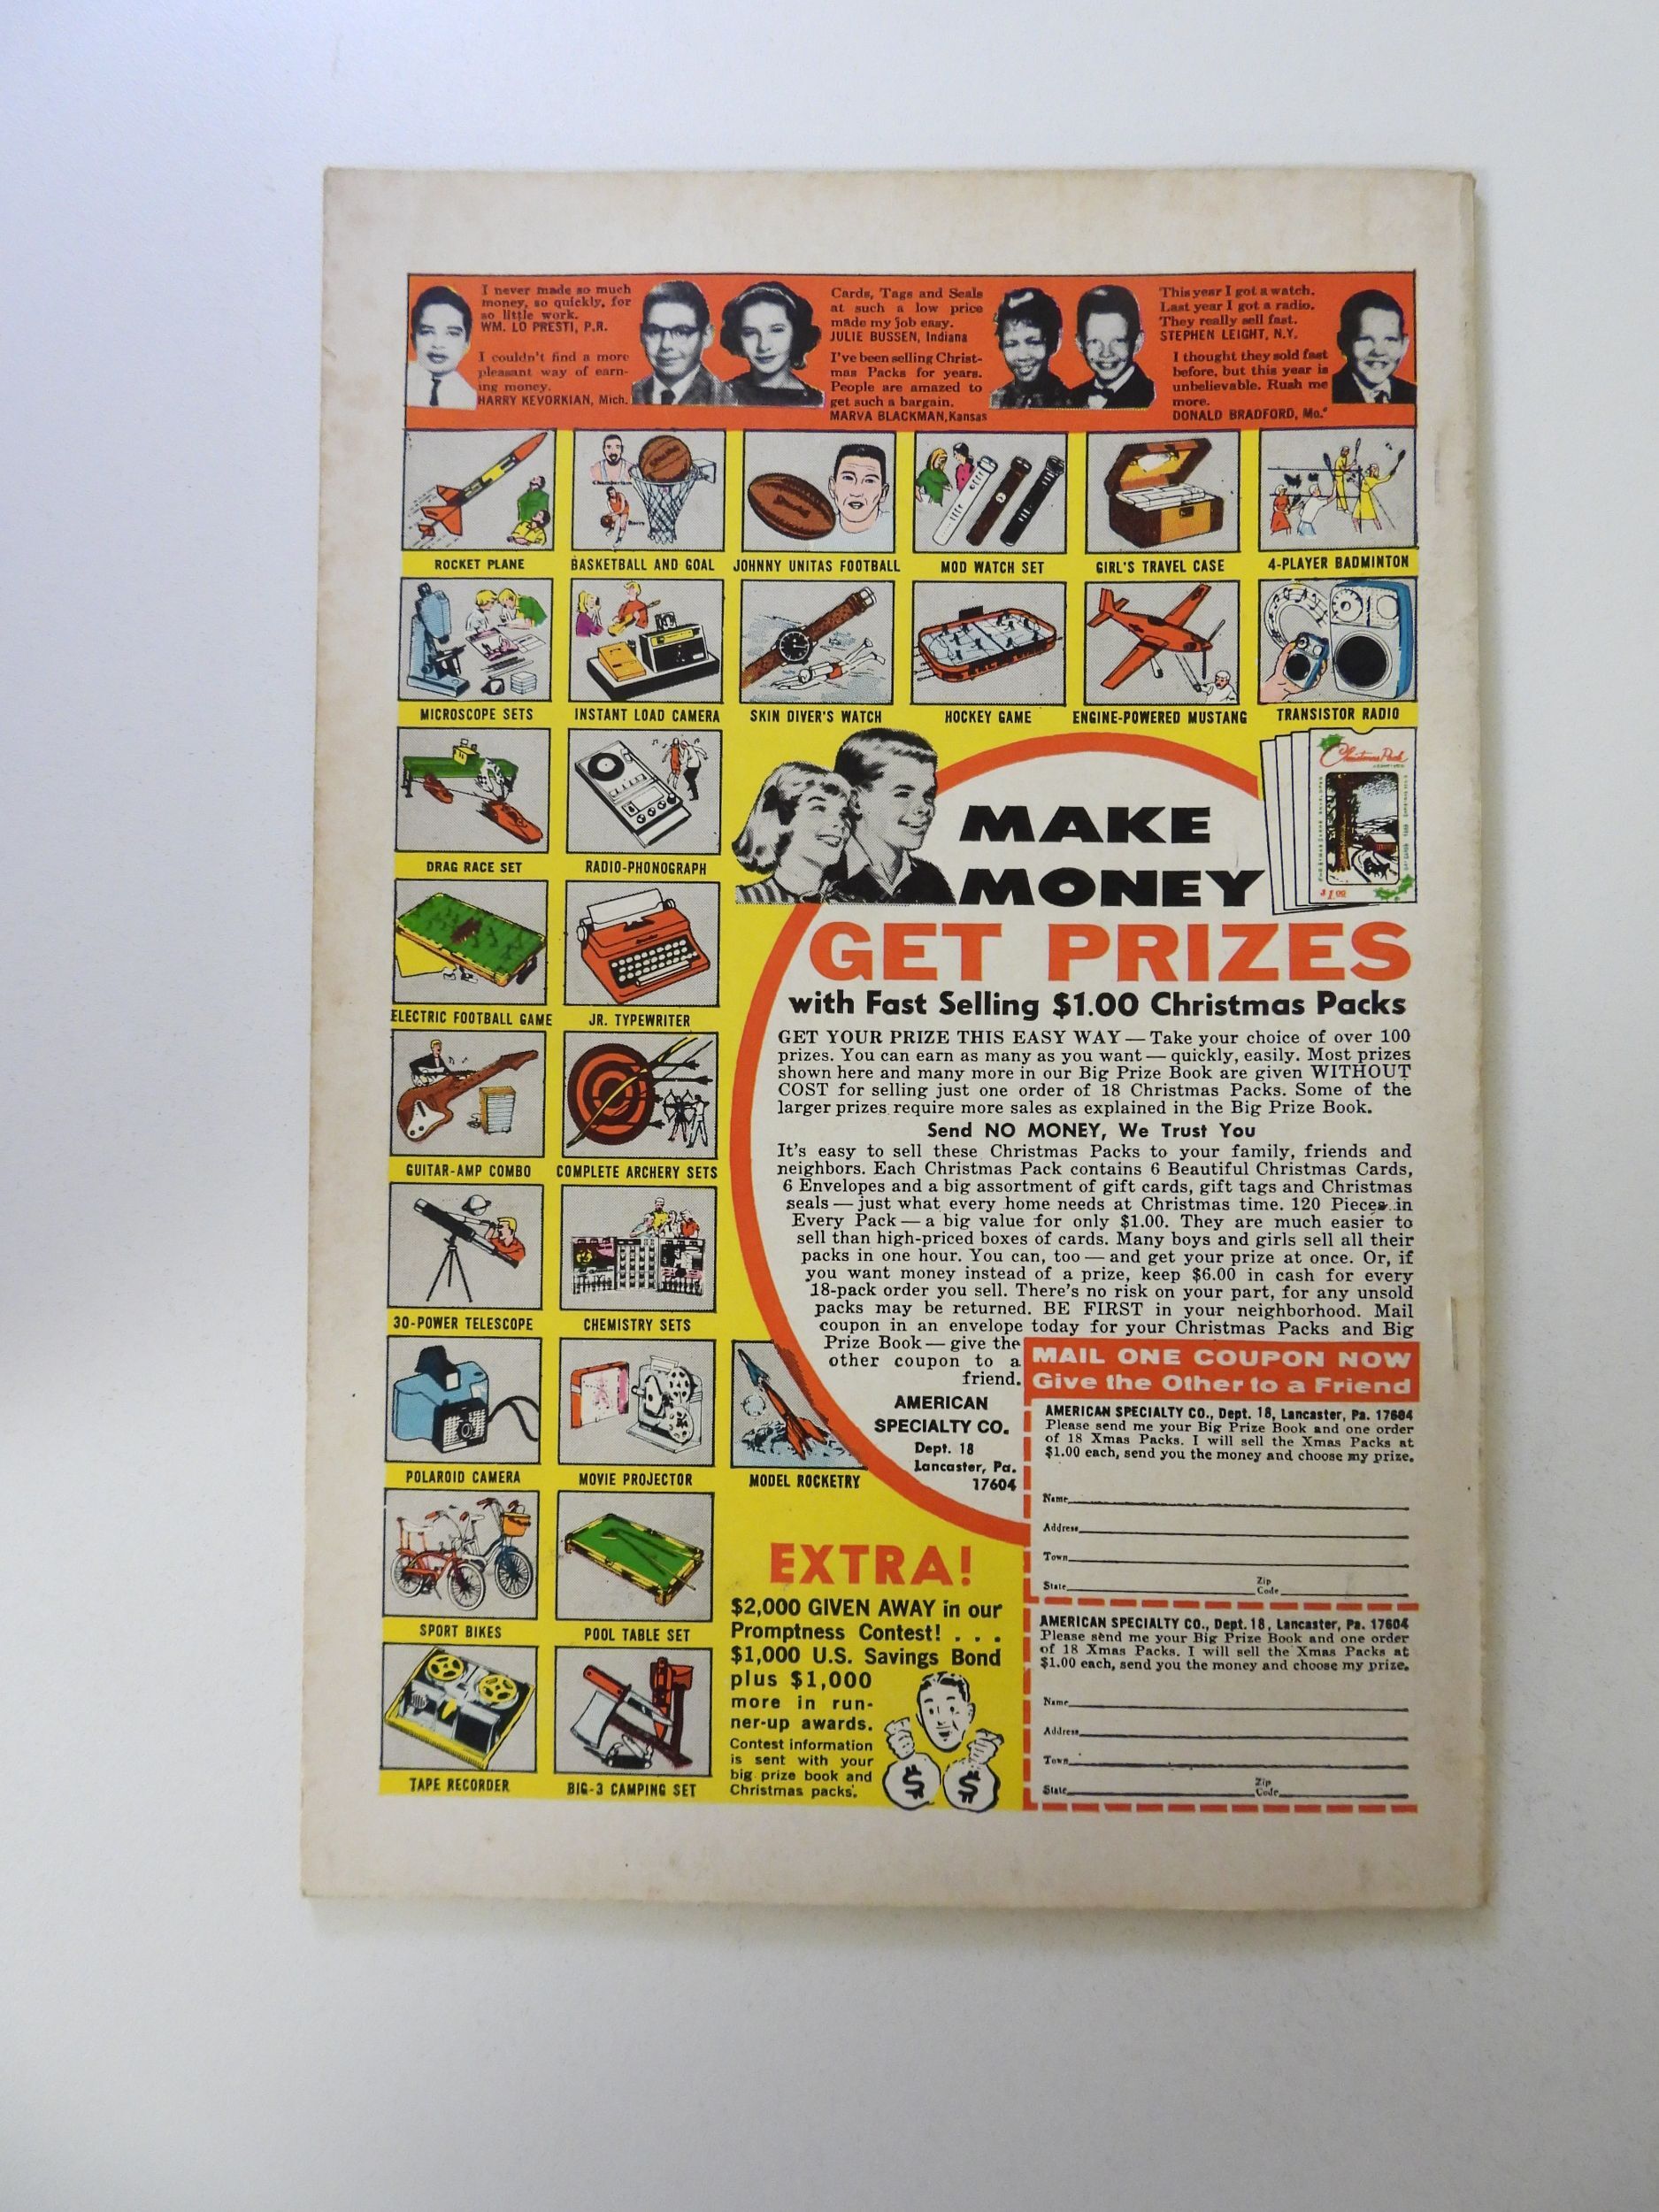 I never made so much
money, so quickly, for
so little work.
WM. LO PRESTI, P.R.
I couldn't find a more
pleasant way of earn-
ing money.
HARRY KEVORKIAN, Mich.
Cards, Tags and Seals
at such a low price
made my job easy.
JULIE BUSSEN, Indiana
I've been selling Christ-
mas Packs for years.
People are amazed to
get such a bargain.
MARVA BLACKMAN, Kansas
This year I got a watch.
Last year I got a radio.
They really sell fast.
STEPHEN LEIGHT, N.Y.
I thought they sold fast
before, but this year is
unbelievable. Rush me
more.
DONALD BRADFORD, Mo.
Chamberlain
ROCKET PLANE
BASKETBALL AND GOAL
JOHNNY UNITAS FOOTBALL
MOD WATCH SET
GIRL'S TRAVEL CASE
4-PLAYER BADMINTON
MICROSCOPE SETS
INSTANT LOAD CAMERA
SKIN DIVER'S WATCH
HOCKEY GAME
ENGINE-POWERED MUSTANG
TRANSISTOR RADIO
DRAG RACE SET
RADIO-PHONOGRAPH
ELECTRIC FOOTBALL GAME
JR. TYPEWRITER
GUITAR-AMP COMBO
COMPLETE ARCHERY SETS
30-POWER TELESCOPE
CHEMISTRY SETS
POLAROID CAMERA
MOVIE PROJECTOR
MODEL ROCKETRY
SPORT BIKES
POOL TABLE SET
TAPE RECORDER
BIG-3 CAMPING SET
Christmas Pack
$1.00
MAKE
MONEY
GET PRIZES
with Fast Selling $1.00 Christmas Packs
GET YOUR PRIZE THIS EASY WAY — Take your choice of over 100
prizes. You can earn as many as you want — quickly, easily. Most prizes
shown here and many more in our Big Prize Book are given WITHOUT
COST for selling just one order of 18 Christmas Packs. Some of the
larger prizes require more sales as explained in the Big Prize Book.
Send NO MONEY, We Trust You
It's easy to sell these Christmas Packs to your family, friends and
neighbors. Each Christmas Pack contains 6 Beautiful Christmas Cards,
6 Envelopes and a big assortment of gift cards, gift tags and Christmas
seals — just what every home needs at Christmas time. 120 Pieces in
Every Pack — a big value for only $1.00. They are much easier to
sell than high-priced boxes of cards. Many boys and girls sell all their
packs in one hour. You can, too — and get your prize at once. Or, if
you want money instead of a prize, keep $6.00 in cash for every
18-pack order you sell. There's no risk on your part, for any unsold
packs may be returned. BE FIRST in your neighborhood. Mail
coupon in an envelope today for your Christmas Packs and Big
Prize Book — give the
other coupon to a
friend.
AMERICAN
SPECIALTY CO.
Dept. 18
Lancaster, Pa.
17604
MAIL ONE COUPON NOW
Give the Other to a Friend
AMERICAN SPECIALTY CO., Dept. 18, Lancaster, Pa. 17604
Please send me your Big Prize Book and one order
of 18 Xmas Packs. I will sell the Xmas Packs at
$1.00 each, send you the money and choose my prize.
Name
Address
Town
State Zip Code
AMERICAN SPECIALTY CO., Dept. 18, Lancaster, Pa. 17604
Please send me your Big Prize Book and one order
of 18 Xmas Packs. I will sell the Xmas Packs at
$1.00 each, send you the money and choose my prize.
Name
Address
Town
State Zip Code
EXTRA!
$2,000 GIVEN AWAY in our
Promptness Contest! . . .
$1,000 U.S. Savings Bond
plus $1,000
more in run-
ner-up awards.
Contest information
is sent with your
big prize book and
Christmas packs.
$ $